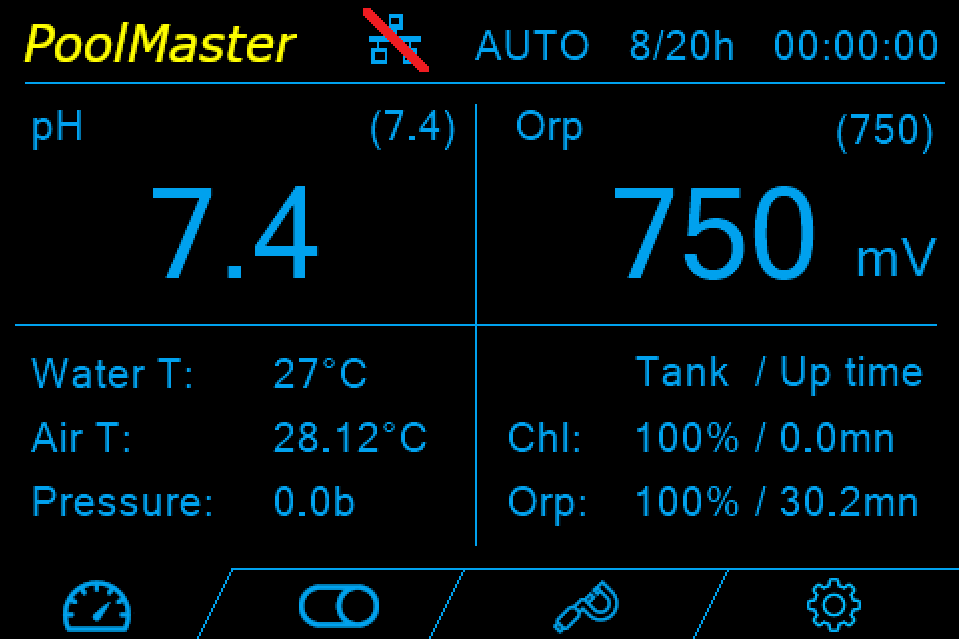 PoolMaster AUTO 8/20h 00:00:00
pH (7.4) Orp (750)
7.4 750 mV
Water T: 27°C Tank / Up time
Air T: 28.12°C Chl: 100% / 0.0mn
Pressure: 0.0b Orp: 100% / 30.2mn